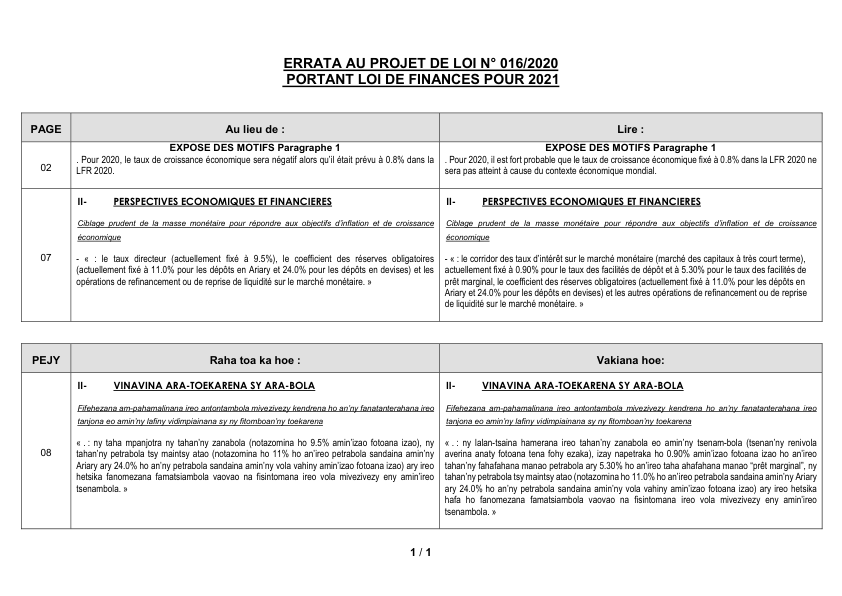 ERRATA AU PROJET DE LOI N° 016/2020
PORTANT LOI DE FINANCES POUR 2021
PAGE
Au lieu de :
Lire :
02
EXPOSE DES MOTIFS Paragraphe 1
. Pour 2020, le taux de croissance économique sera négatif alors qu'il était prévu à 0.8% dans la
LFR 2020.
EXPOSE DES MOTIFS Paragraphe 1
. Pour 2020, il est fort probable que le taux de croissance économique fixé à 0.8% dans la LFR 2020 ne
sera pas atteint à cause du contexte économique mondial.
07
II- PERSPECTIVES ECONOMIQUES ET FINANCIERES
Ciblage prudent de la masse monétaire pour répondre aux objectifs d'inflation et de croissance
économique
- « : le taux directeur (actuellement fixé à 9.5%), le coefficient des réserves obligatoires
(actuellement fixé à 11.0% pour les dépôts en Ariary et 24.0% pour les dépôts en devises) et les
opérations de refinancement ou de reprise de liquidité sur le marché monétaire. »
II- PERSPECTIVES ECONOMIQUES ET FINANCIERES
Ciblage prudent de la masse monétaire pour répondre aux objectifs d'inflation et de croissance
économique
- « : le corridor des taux d'intérêt sur le marché monétaire (marché des capitaux à très court terme),
actuellement fixé à 0.90% pour le taux des facilités de dépôt et à 5.30% pour le taux des facilités de
prêt marginal, le coefficient des réserves obligatoires (actuellement fixé à 11.0% pour les dépôts en
Ariary et 24.0% pour les dépôts en devises) et les autres opérations de refinancement ou de reprise
de liquidité sur le marché monétaire. »
PEJY
Raha toa ka hoe :
Vakiana hoe:
08
II- VINAVINA ARA-TOEKARENA SY ARA-BOLA
Fifehezana am-pahamalinana ireo antontambola mivezivezy kendrena ho an'ny fanatanterahana ireo
tanjona eo amin'ny lafiny vidimpiainana sy ny fitomboan'ny toekarena
« . : ny taha mpanjotra ny tahan'ny zanabola (notazomina ho 9.5% amin'izao fotoana izao), ny
tahan'ny petrabola tsy maintsy atao (notazomina ho 11% ho an'ireo petrabola sandaina amin'ny
Ariary ary 24.0% ho an'ny petrabola sandaina amin'ny vola vahiny amin'izao fotoana izao) ary ireo
hetsika fanomezana famatsiambola vaovao na fisintomana ireo vola mivezivezy eny amin'ireo
tsenambola. »
II- VINAVINA ARA-TOEKARENA SY ARA-BOLA
Fifehezana am-pahamalinana ireo antontambola mivezivezy kendrena ho an'ny fanatanterahana ireo
tanjona eo amin'ny lafiny vidimpiainana sy ny fitomboan'ny toekarena
« . : ny lalan-tsaina hamerana ireo tahan'ny zanabola eo amin'ny tsenam-bola (tsenan'ny renivola
averina anaty fotoana tena fohy ezaka), izay napetraka ho 0.90% amin'izao fotoana izao ho an'ireo
tahan'ny fahafahana manao petrabola ary 5.30% ho an'ireo taha ahafahana manao “prêt marginal”, ny
tahan'ny petrabola tsy maintsy atao (notazomina ho 11.0% ho an'ireo petrabola sandaina amin'ny Ariary
ary 24.0% ho an'ny petrabola sandaina amin'ny vola vahiny amin'izao fotoana izao) ary ireo hetsika
hafa ho fanomezana famatsiambola vaovao na fisintomana ireo vola mivezivezy eny amin'ireo
tsenambola. »
1 / 1